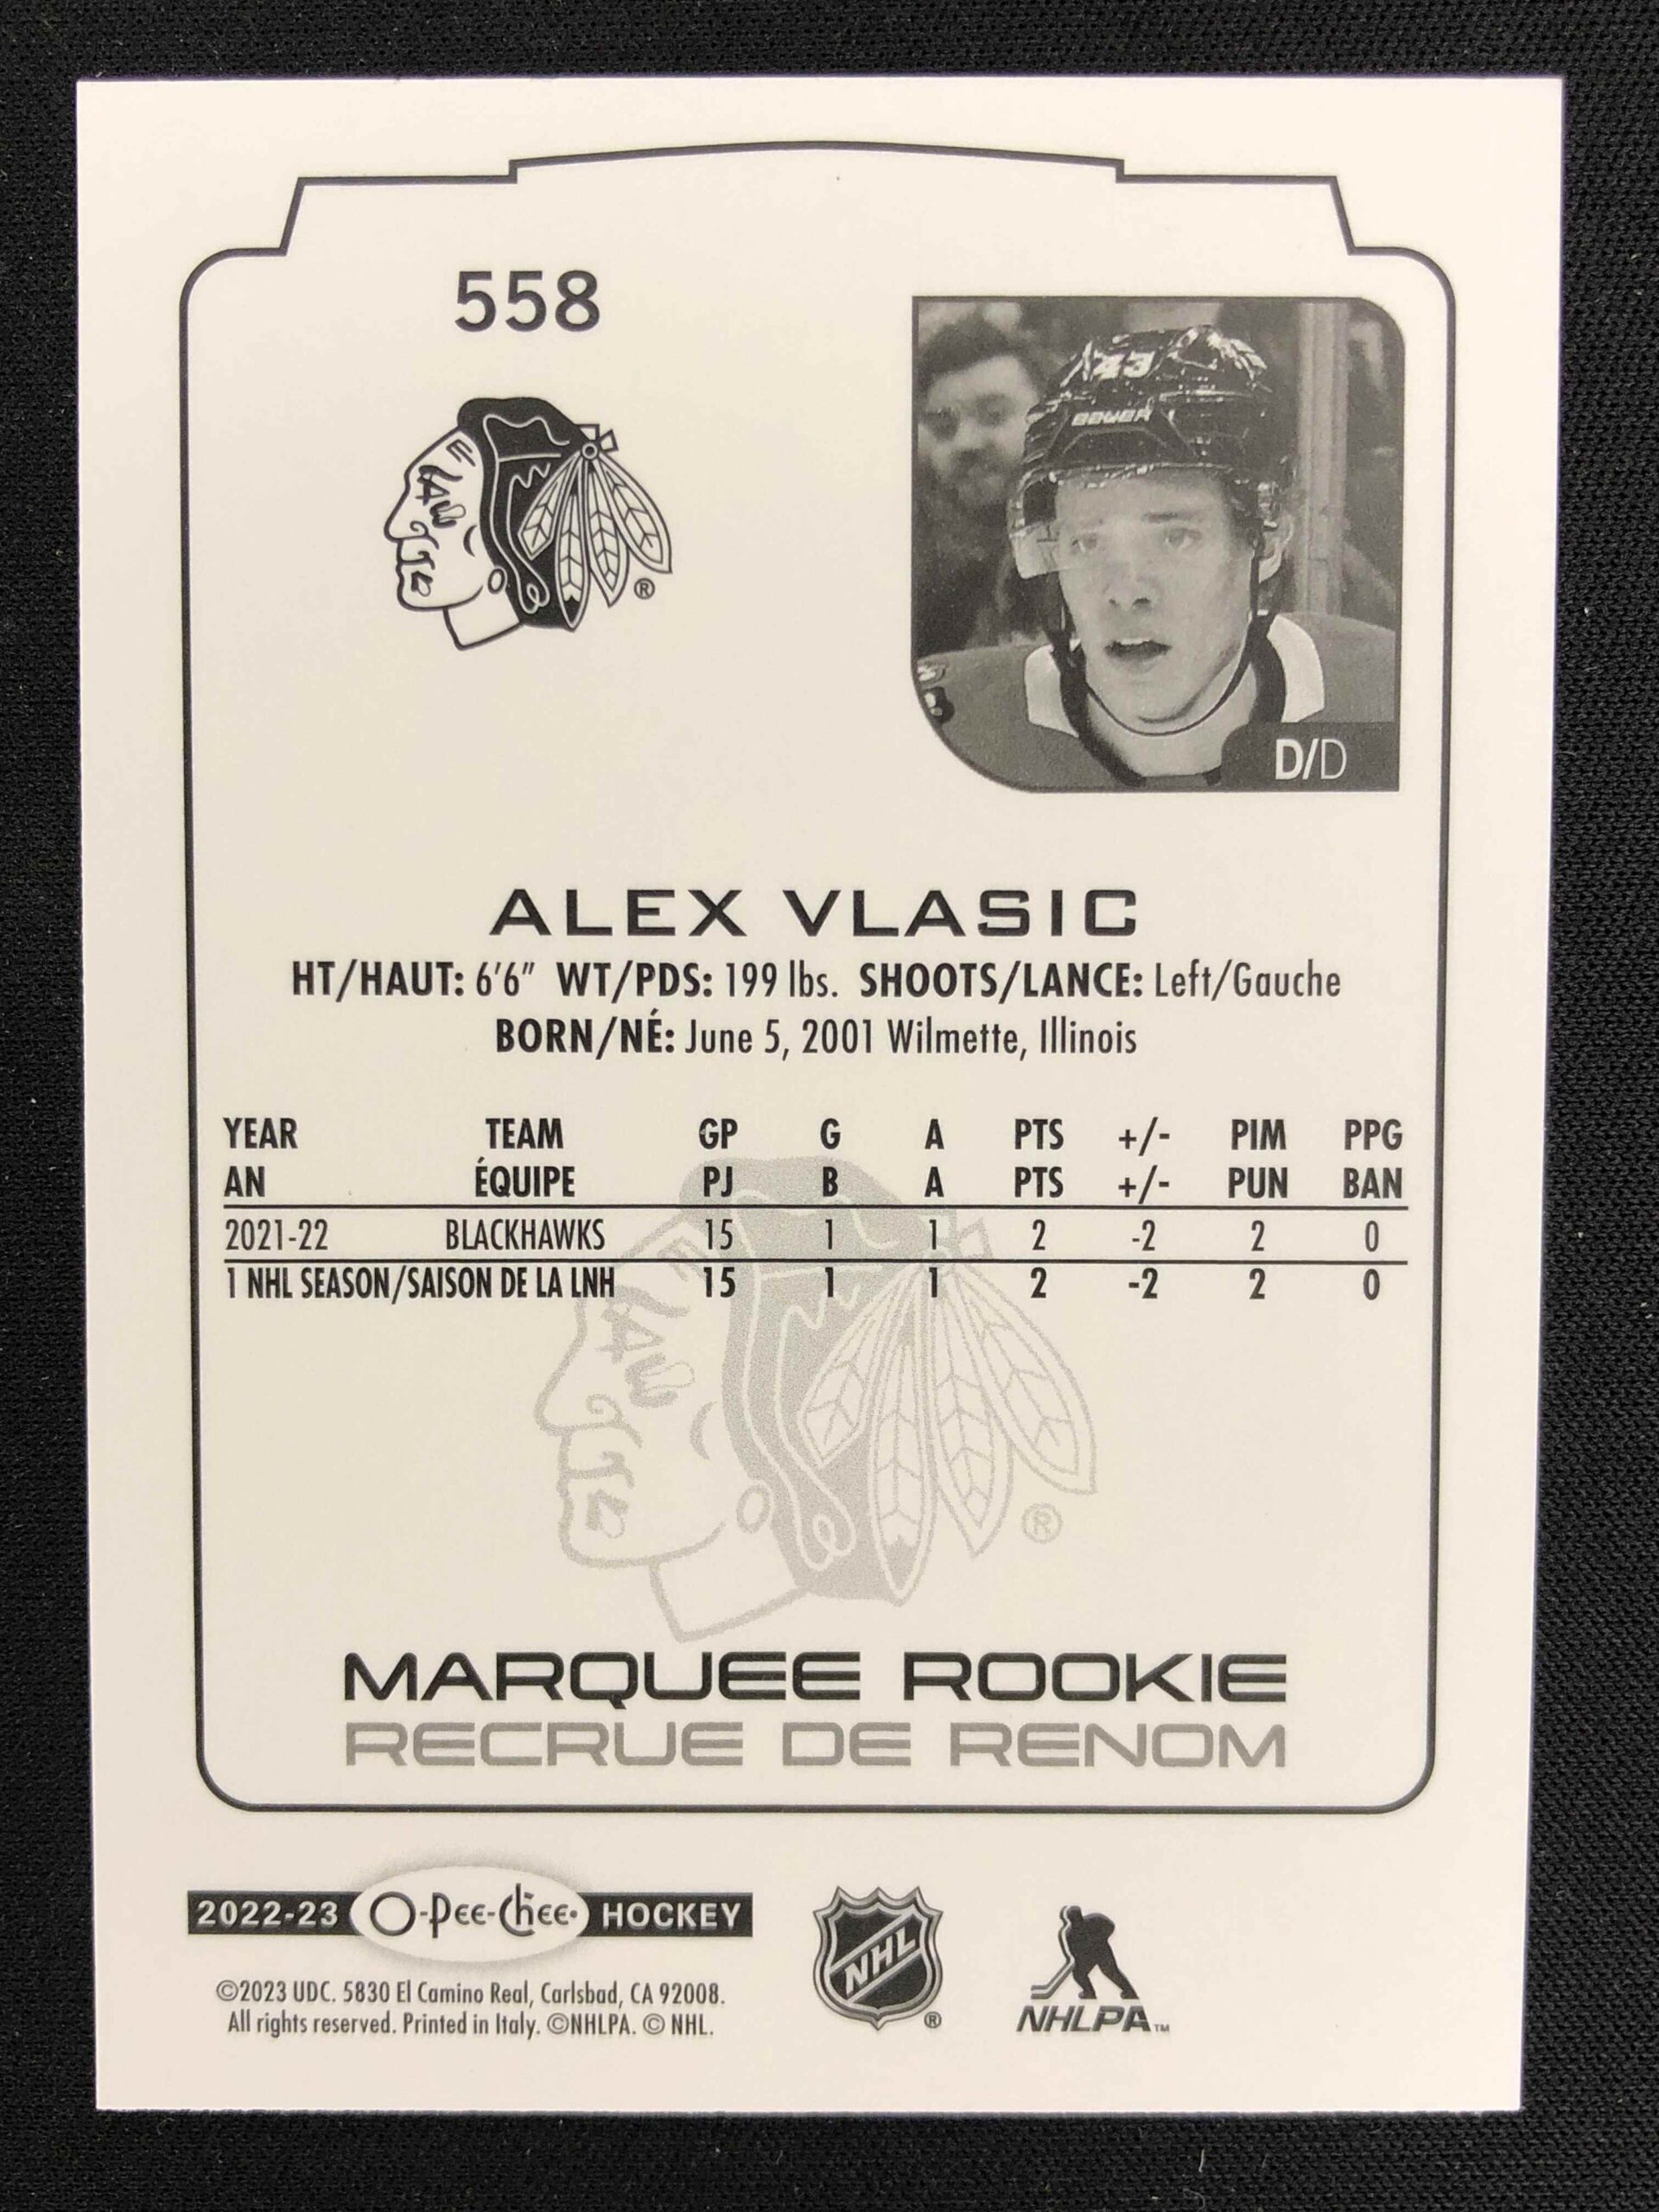 558
43
BAUER
D/D
ALEX VLASIC
HT/HAUT: 6'6" WT/PDS: 199 lbs. SHOOTS/LANCE: Left/Gauche
BORN/NÉ: June 5, 2001 Wilmette, Illinois
YEAR TEAM GP G A PTS +/- PIM PPG
AN ÉQUIPE PJ B A PTS +/- PUN BAN
2021-22 BLACKHAWKS 15 1 1 2 -2 2 0
1 NHL SEASON/SAISON DE LA LNH 15 1 1 2 -2 2 0
®
®
MARQUEE ROOKIE
RECRUE DE RENOM
2022-23 O-Pee-Chee HOCKEY
©2023 UDC. 5830 El Camino Real, Carlsbad, CA 92008.
All rights reserved. Printed in Italy. ©NHLPA. © NHL.
NHL ®
NHLPA™